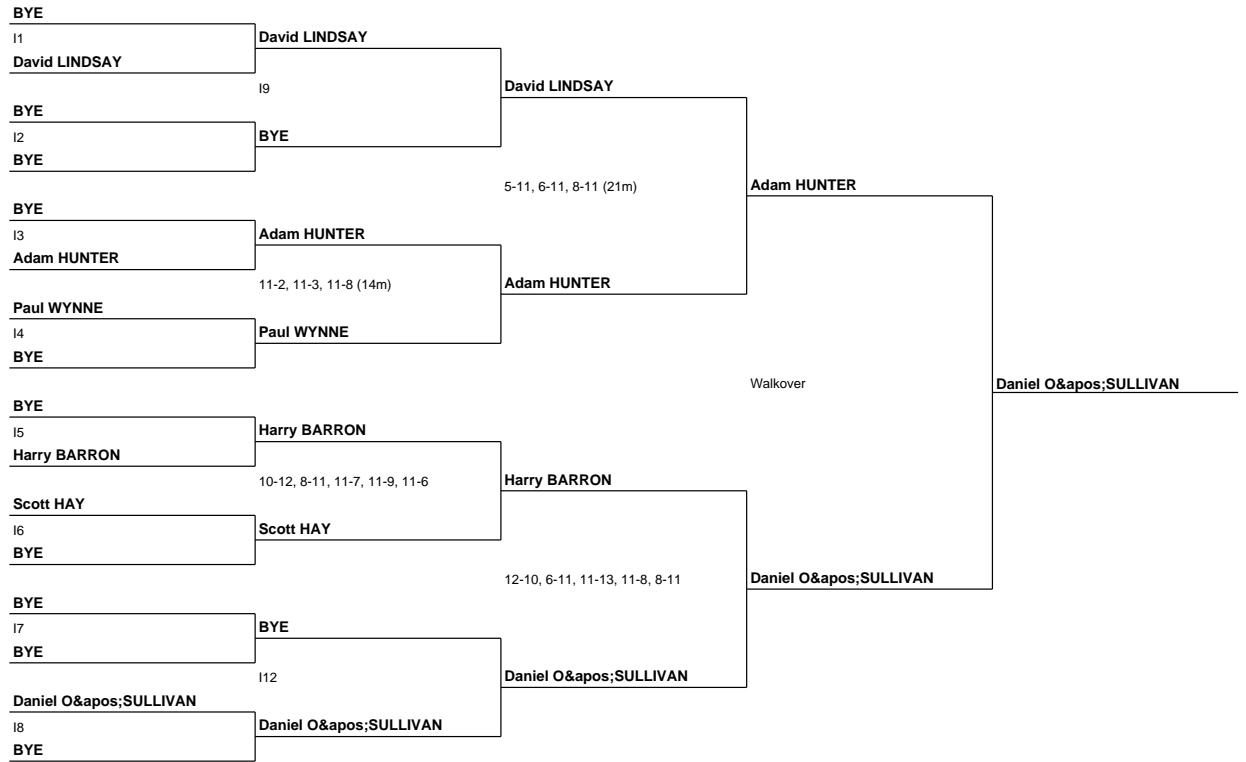 BYE
I1
David LINDSAY
David LINDSAY
I9
David LINDSAY
BYE
I2
BYE
BYE
5-11, 6-11, 8-11 (21m)
Adam HUNTER
BYE
I3
Adam HUNTER
Adam HUNTER
11-2, 11-3, 11-8 (14m)
Adam HUNTER
Paul WYNNE
I4
Paul WYNNE
BYE
Walkover
Daniel O&apos;SULLIVAN
BYE
I5
Harry BARRON
Harry BARRON
10-12, 8-11, 11-7, 11-9, 11-6
Harry BARRON
Scott HAY
I6
Scott HAY
BYE
12-10, 6-11, 11-13, 11-8, 8-11
Daniel O&apos;SULLIVAN
BYE
I7
BYE
BYE
I12
Daniel O&apos;SULLIVAN
Daniel O&apos;SULLIVAN
I8
Daniel O&apos;SULLIVAN
BYE